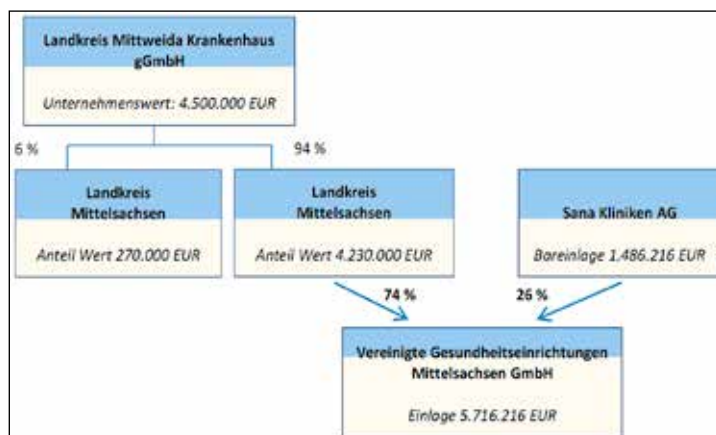 Landkreis Mittweida Krankenhaus
gGmbH
Unternehmenswert: 4.500.000 EUR
6 %
94 %
Landkreis
Mittelsachsen
Anteil Wert 270.000 EUR
Landkreis
Mittelsachsen
Anteil Wert 4.230.000 EUR
Sana Kliniken AG
Bareinlage 1.486.216 EUR
74 %
26 %
Vereinigte Gesundheitseinrichtungen
Mittelsachsen GmbH
Einlage 5.716.216 EUR